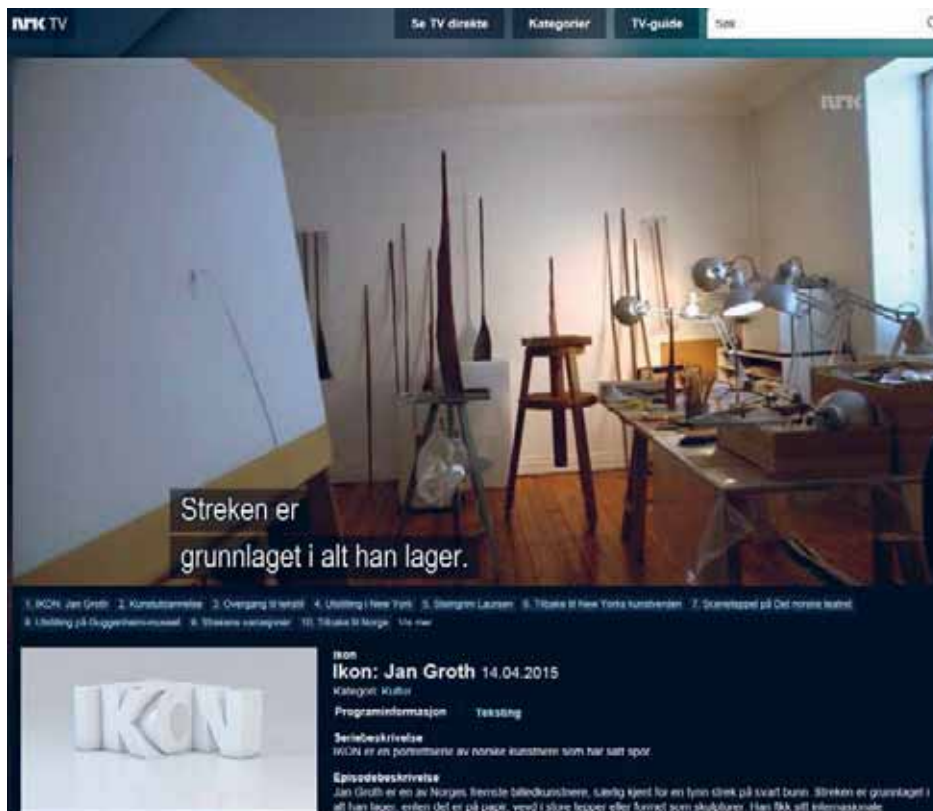 NRK TV
Se TV direkte
Kategorier
TV-guide
Søk
NRK
Streken er
grunnlaget i alt han lager.
1. IKON: Jan Groth 2. Kunstutdannelse 3. Overgang til tekstil 4. Utstilling i New York 5. Steingrim Laursen 6. Tilbake til New Yorks kunstverden 7. Sceneteppet på Det norske teatret
8. Utstilling på Guggenheim-museet 9. Strekens variasjoner 10. Tilbake til Norge Vis mer
IKON
Ikon
Ikon: Jan Groth 14.04.2015
Kategori: Kultur
Programinformasjon
Teksting
Seriebeskrivelse
IKON er en portrettserie av norske kunstnere som har satt spor.
Episodebeskrivelse
Jan Groth er en av Norges fremste billedkunstnere, særlig kjent for en tynn strek på svart bunn. Streken er grunnlaget i
alt han lager, enten det er på papir, vevd i store tepper eller formet som skulpturer. Han fikk sitt internasjonale